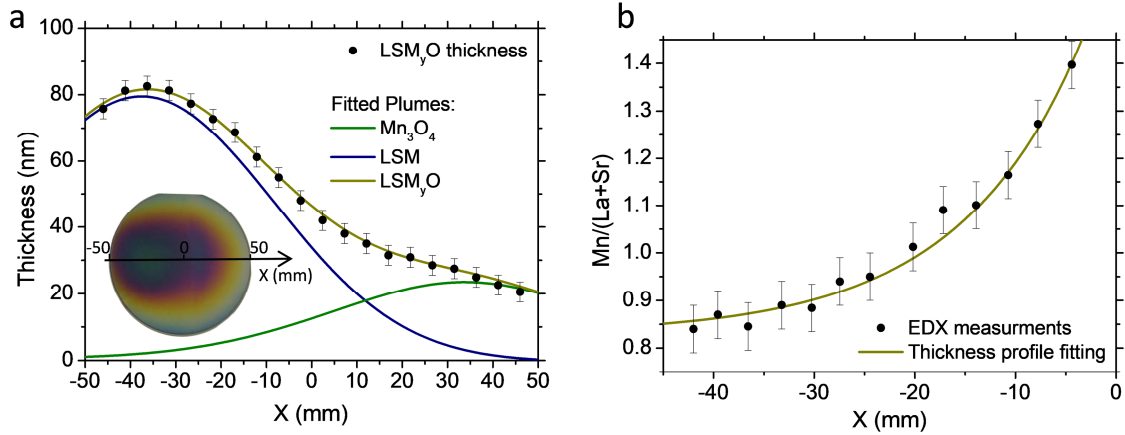 a
100
80
60
40
20
0
Thickness (nm)
LSMyO thickness
Fitted Plumes:
Mn3O4
LSM
LSMyO
-50 0 50
X (mm)
-50 -40 -30 -20 -10 0 10 20 30 40 50
X (mm)
b
1.4
1.3
1.2
1.1
1.0
0.9
0.8
Mn/(La+Sr)
EDX measurments
Thickness profile fitting
-40 -30 -20 -10 0
X (mm)